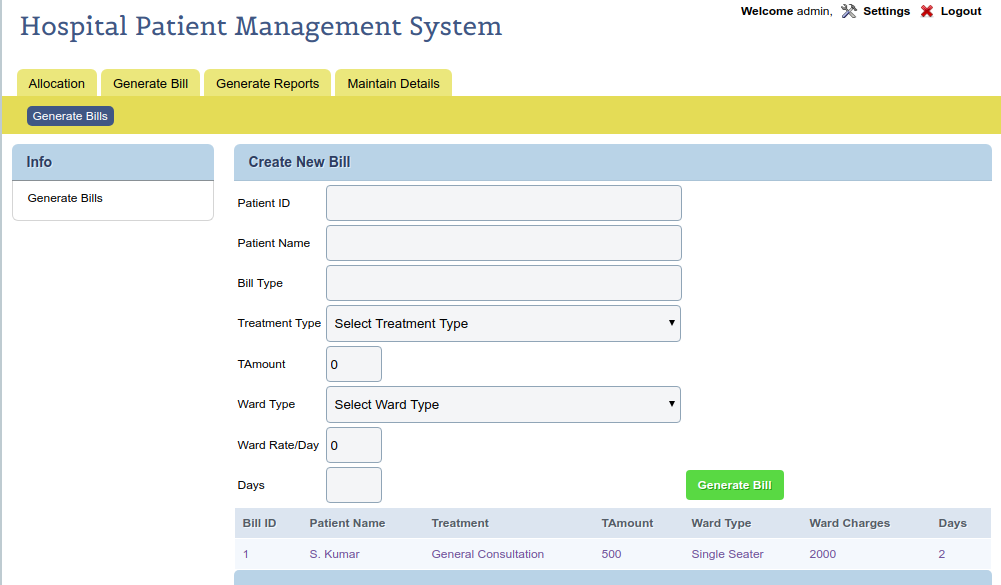 Welcome admin, Settings Logout
Hospital Patient Management System
Allocation Generate Bill Generate Reports Maintain Details
Generate Bills
Info
Generate Bills
Create New Bill
Patient ID
Patient Name
Bill Type
Treatment Type Select Treatment Type
TAmount 0
Ward Type Select Ward Type
Ward Rate/Day 0
Days Generate Bill
Bill ID Patient Name Treatment TAmount Ward Type Ward Charges Days
1 S. Kumar General Consultation 500 Single Seater 2000 2